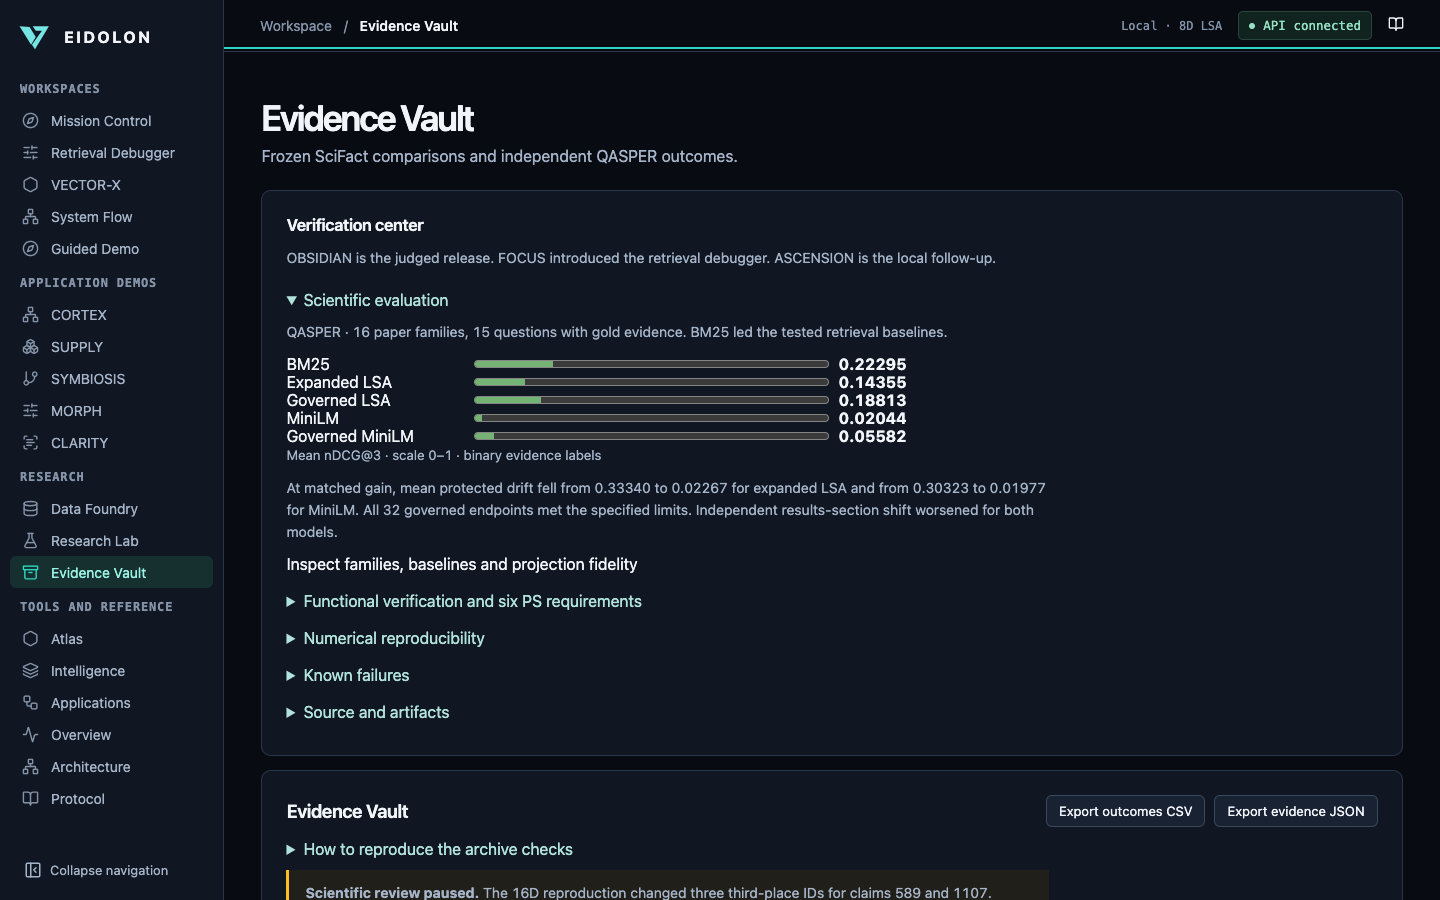 EIDOLON
Workspace / Evidence Vault
Local · 8D LSA
● API connected
WORKSPACES
Mission Control
Retrieval Debugger
VECTOR-X
System Flow
Guided Demo
APPLICATION DEMOS
CORTEX
SUPPLY
SYMBIOSIS
MORPH
CLARITY
RESEARCH
Data Foundry
Research Lab
Evidence Vault
TOOLS AND REFERENCE
Atlas
Intelligence
Applications
Overview
Architecture
Protocol
Collapse navigation
Evidence Vault
Frozen SciFact comparisons and independent QASPER outcomes.
Verification center
OBSIDIAN is the judged release. FOCUS introduced the retrieval debugger. ASCENSION is the local follow-up.
▼ Scientific evaluation
QASPER · 16 paper families, 15 questions with gold evidence. BM25 led the tested retrieval baselines.
BM25 0.22295
Expanded LSA 0.14355
Governed LSA 0.18813
MiniLM 0.02044
Governed MiniLM 0.05582
Mean nDCG@3 · scale 0–1 · binary evidence labels
At matched gain, mean protected drift fell from 0.33340 to 0.02267 for expanded LSA and from 0.30323 to 0.01977
for MiniLM. All 32 governed endpoints met the specified limits. Independent results-section shift worsened for both
models.
Inspect families, baselines and projection fidelity
▶ Functional verification and six PS requirements
▶ Numerical reproducibility
▶ Known failures
▶ Source and artifacts
Evidence Vault
Export outcomes CSV
Export evidence JSON
▶ How to reproduce the archive checks
Scientific review paused. The 16D reproduction changed three third-place IDs for claims 589 and 1107.